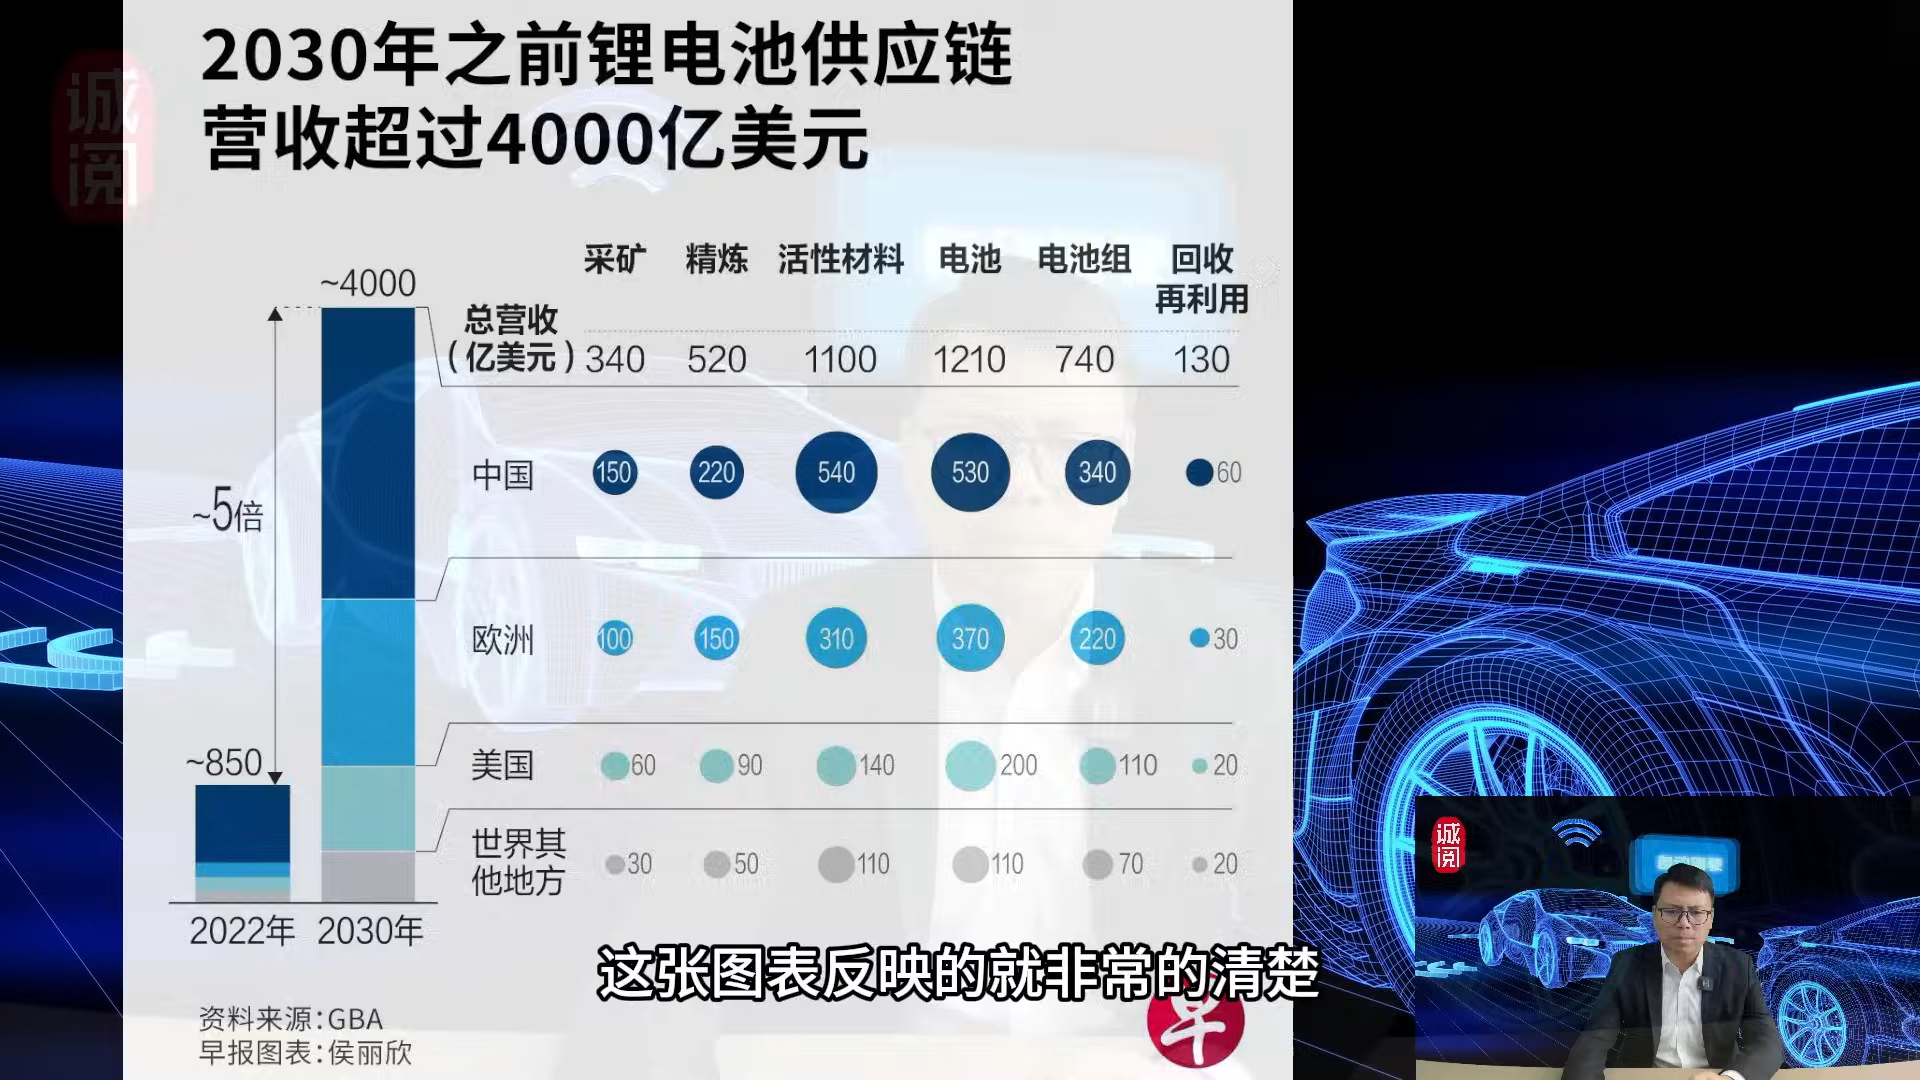 诚
阅
2030年之前锂电池供应链
营收超过4000亿美元
采矿 精炼 活性材料 电池 电池组 回收
再利用
~4000
总营收
(亿美元) 340 520 1100 1210 740 130
中国 150 220 540 530 340 60
~5倍
欧洲 100 150 310 370 220 30
~850
美国 60 90 140 200 110 20
世界其
他地方 30 50 110 110 70 20
2022年 2030年
这张图表反映的就非常的清楚
资料来源:GBA
早报图表:侯丽欣
早
诚
阅